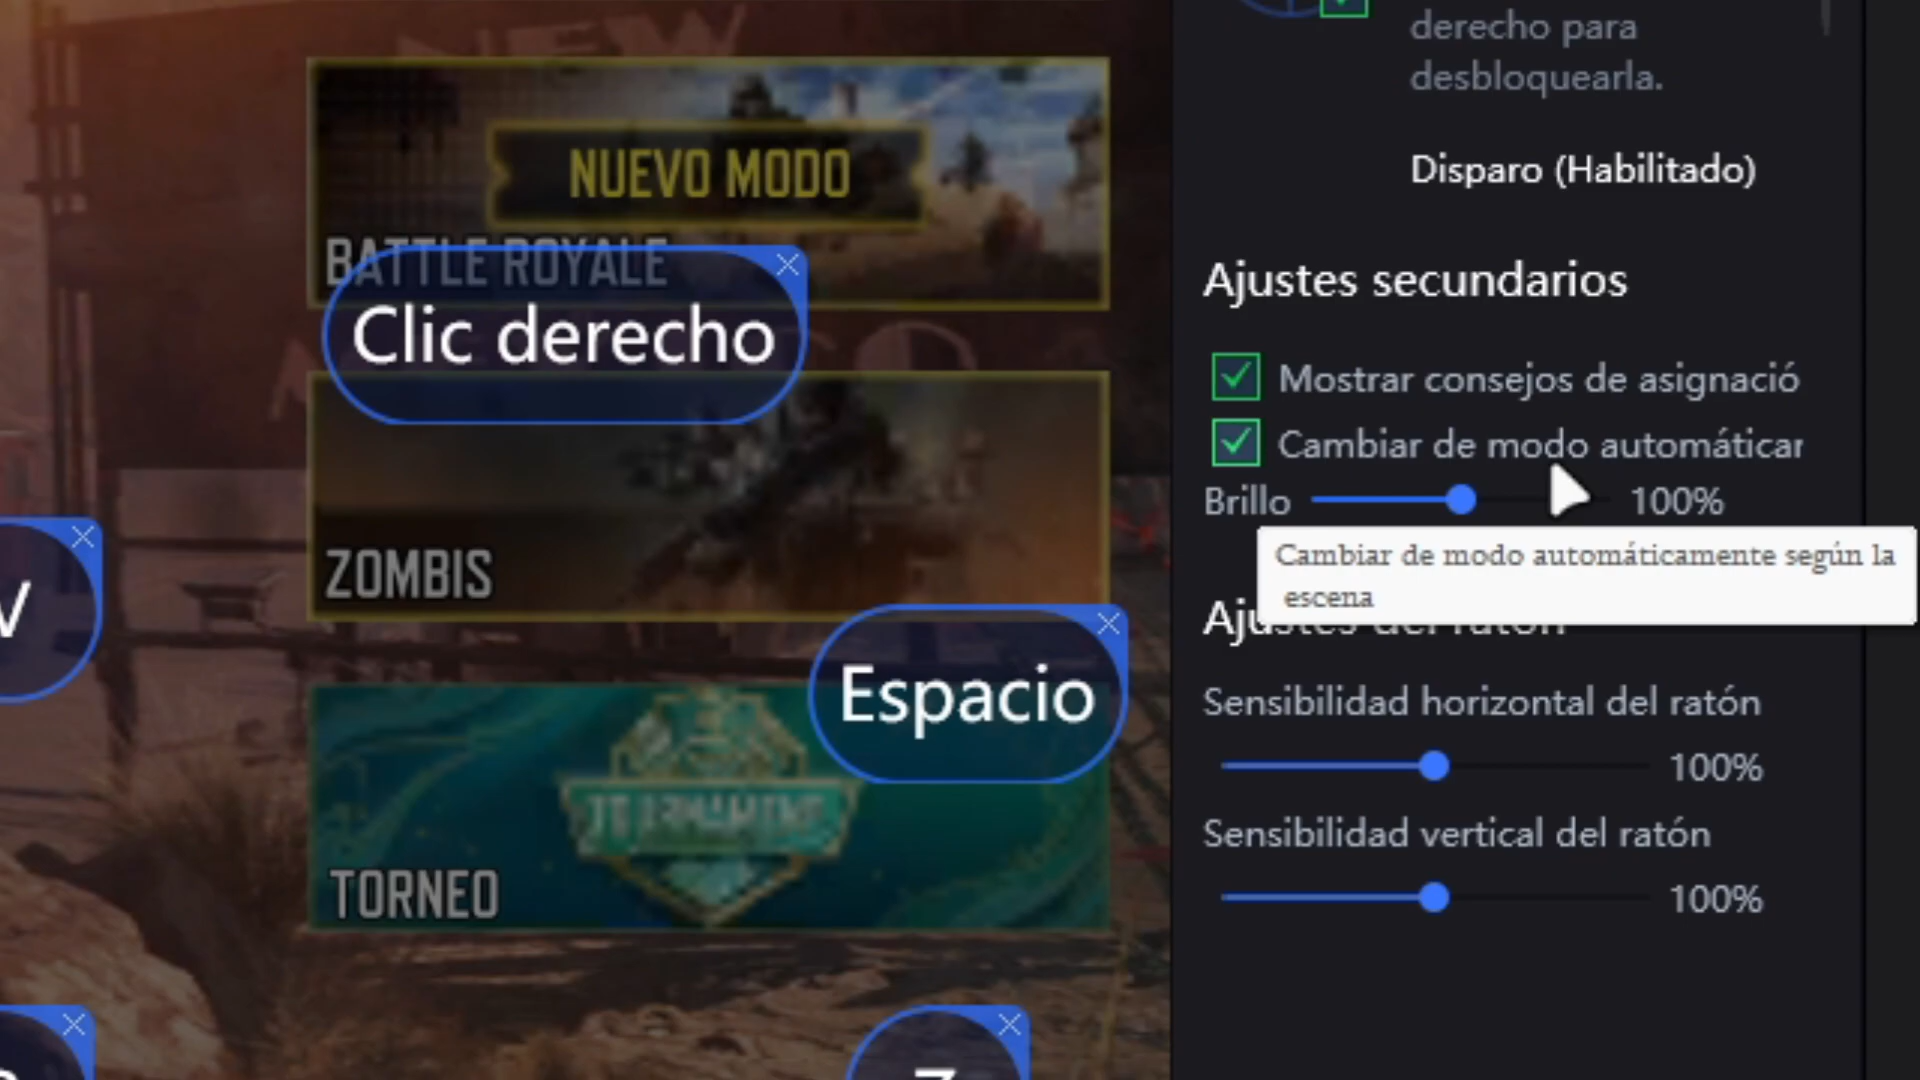 derecho para
desbloquearla.
NUEVO MODO
Disparo (Habilitado)
BATTLE ROYALE
Ajustes secundarios
Clic derecho
Mostrar consejos de asignació
Cambiar de modo automáticar
Brillo 100%
Cambiar de modo automáticamente según la
escena
ZOMBIS
V
Espacio
Sensibilidad horizontal del ratón
100%
TOURNAMENT
Sensibilidad vertical del ratón
TORNEO
100%